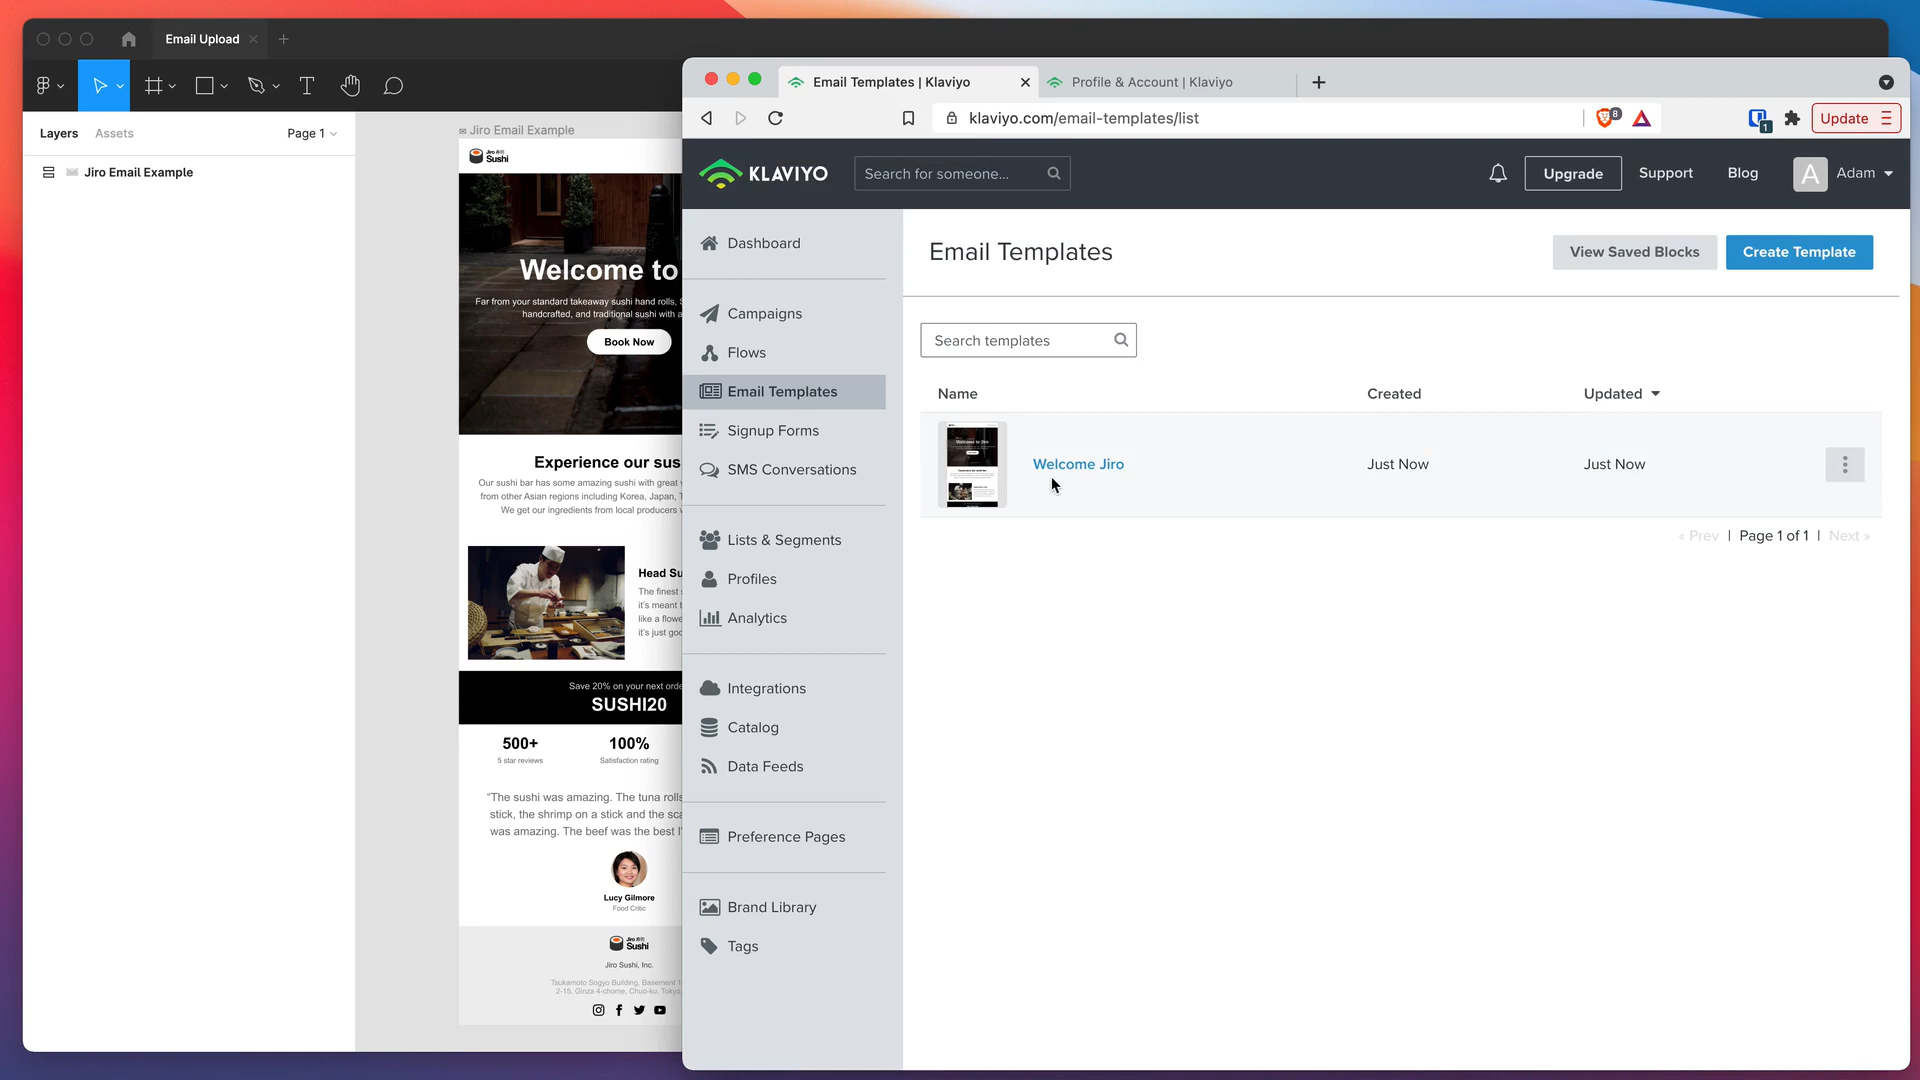 Email Upload
Layers
Assets
Page 1
Jiro Email Example
Jiro Email Example
Jiro 寿司
Sushi
Welcome to
Far from your standard takeaway sushi hand rolls,
handcrafted, and traditional sushi with a
Book Now
Experience our sus
Our sushi bar has some amazing sushi with great
from other Asian regions including Korea, Japan,
We get our ingredients from local producers
Head Su
The finest
it's meant
like a flowe
it's just goo
Save 20% on your next orde
SUSHI20
500+
5 star reviews
100%
Satisfaction rating
"The sushi was amazing. The tuna rolls
stick, the shrimp on a stick and the sca
was amazing. The beef was the best I'
Lucy Gilmore
Food Critic
Jiro 寿司
Sushi
Jiro Sushi, Inc.
Tsukamoto Sogyo Building, Basement 1
2-15, Ginza 4-chome, Chuo-ku, Tokyo,
Email Templates | Klaviyo
Profile & Account | Klaviyo
klaviyo.com/email-templates/list
8
1
Update
KLAVIYO
Search for someone...
Upgrade
Support
Blog
A
Adam
Dashboard
Campaigns
Flows
Email Templates
Signup Forms
SMS Conversations
Lists & Segments
Profiles
Analytics
Integrations
Catalog
Data Feeds
Preference Pages
Brand Library
Tags
Email Templates
View Saved Blocks
Create Template
Search templates
Name
Created
Updated
Welcome to Jiro
Welcome Jiro
Just Now
Just Now
« Prev | Page 1 of 1 | Next »